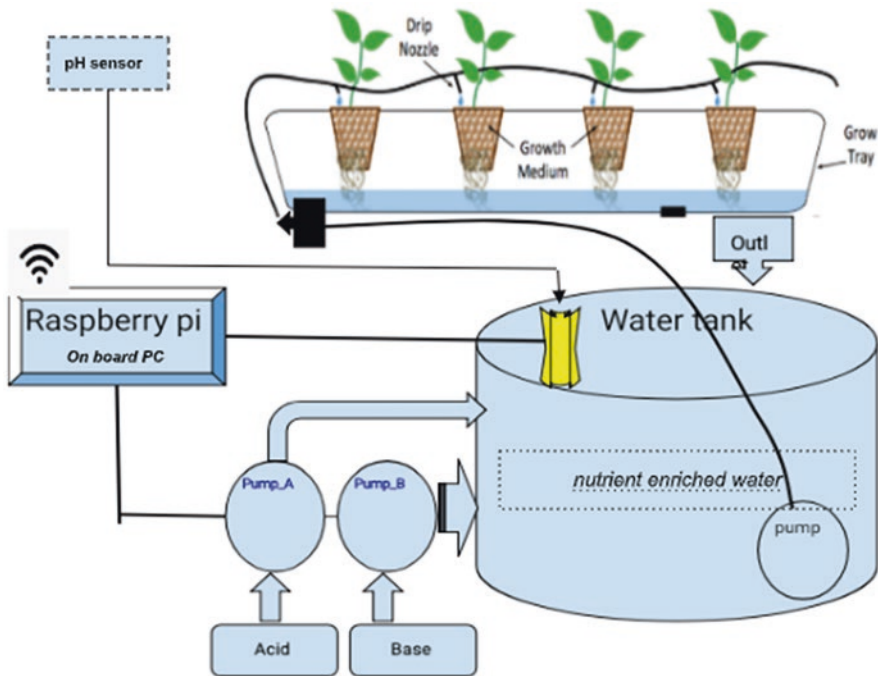 pH sensor
Drip
Nozzle
Growth
Medium
Grow
Tray
Outl
Raspberry pi
On board PC
Water tank
Pump_A
Pump_B
nutrient enriched water
pump
Acid
Base